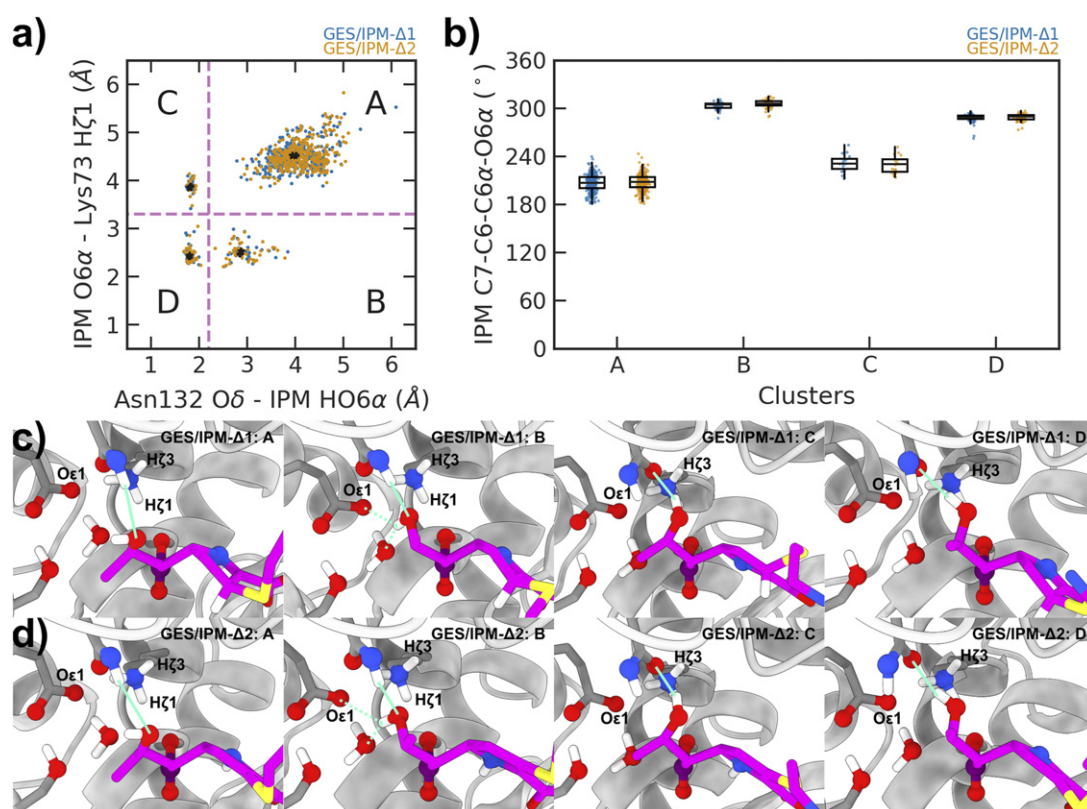 a)
GES/IPM-Δ1
GES/IPM-Δ2
IPM O6α - Lys73 Hζ1 (Å)
6
5
4
3
2
1
C
A
D
B
1 2 3 4 5 6
Asn132 Oδ - IPM HO6α (Å)
b)
GES/IPM-Δ1
GES/IPM-Δ2
IPM C7-C6-C6α-O6α (°)
360
300
240
180
120
60
0
A B C D
Clusters
c)
GES/IPM-Δ1: A
Hζ3
Oε1
Hζ1
GES/IPM-Δ1: B
Hζ3
Oε1
Hζ1
GES/IPM-Δ1: C
Hζ3
Oε1
GES/IPM-Δ1: D
Hζ3
Oε1
d)
GES/IPM-Δ2: A
Hζ3
Oε1
Hζ1
GES/IPM-Δ2: B
Hζ3
Oε1
Hζ1
GES/IPM-Δ2: C
Hζ3
Oε1
GES/IPM-Δ2: D
Hζ3
Oε1